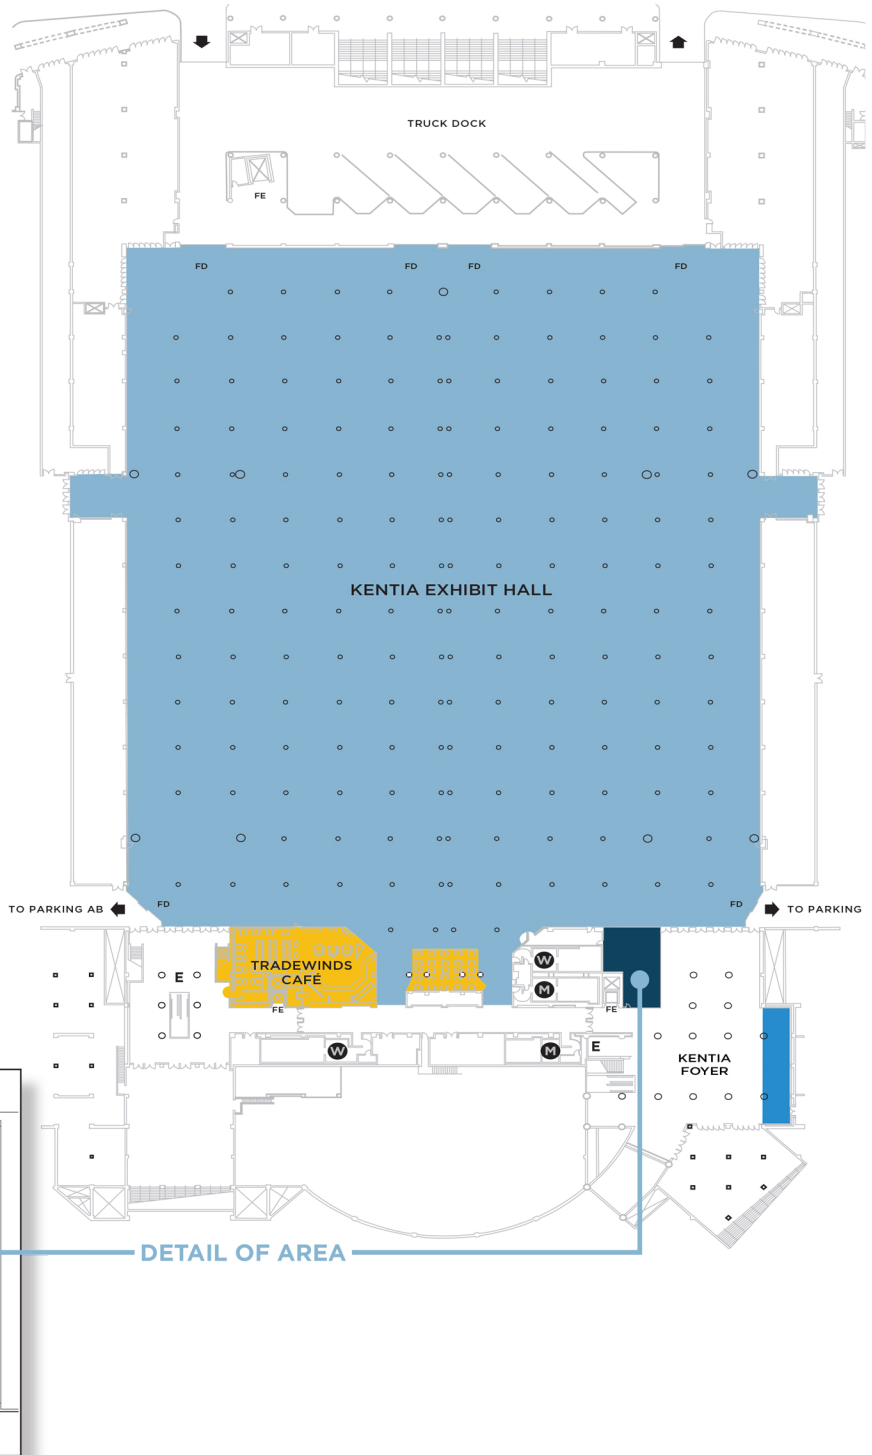 TRUCK DOCK
FE
FD
FD
FD
FD
KENTIA EXHIBIT HALL
TO PARKING AB
FD
FD
TO PARKING
TRADEWINDS
CAFÉ
E
W
M
FE
FE
W
M
E
KENTIA
FOYER
DETAIL OF AREA